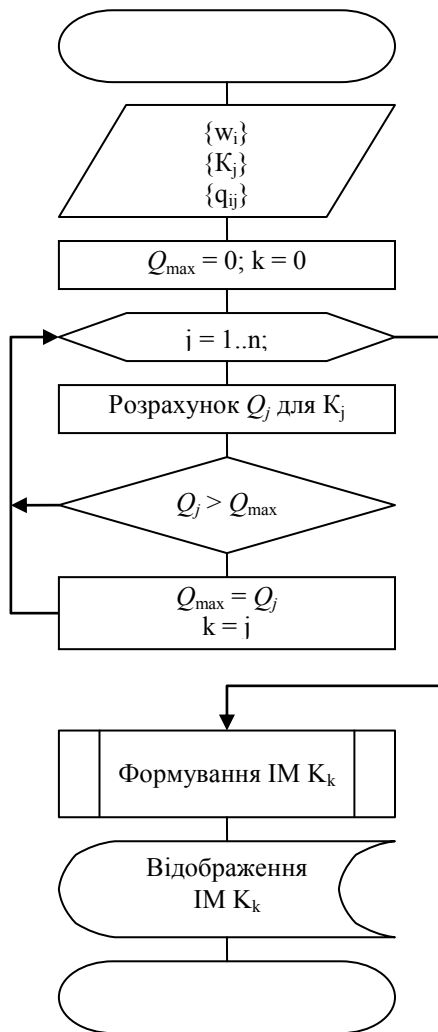 {wᵢ}
{Kⱼ}
{qᵢⱼ}
Qmax = 0; k = 0
j = 1..n;
Розрахунок Qⱼ для Kⱼ
Qⱼ > Qmax
Qmax = Qⱼ
k = j
Формування ІМ Kₖ
Відображення
ІМ Kₖ